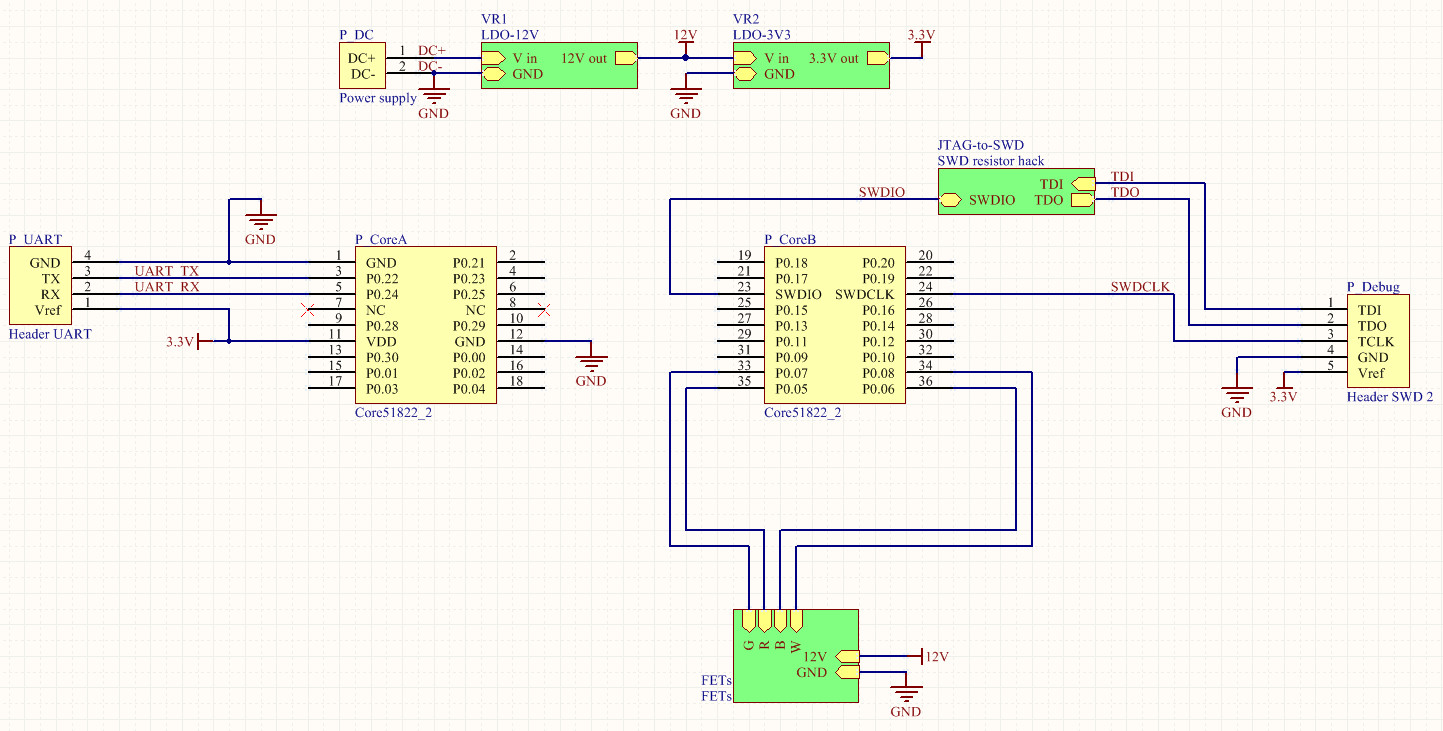 VR1
VR2
P_DC
LDO-12V
12V
LDO-3V3
3.3V
DC+ 1 DC+
V in 12V out
V in 3.3V out
DC- 2 DC-
GND
GND
Power supply
GND
GND
JTAG-to-SWD
SWD resistor hack
TDI TDI
SWDIO
SWDIO TDO TDO
GND
P_UART
P_CoreA
P_CoreB
GND 4
1 GND P0.21 2
19 P0.18 P0.20 20
TX 3 UART_TX
3 P0.22 P0.23 4
21 P0.17 P0.19 22
RX 2 UART_RX
5 P0.24 P0.25 6
23 SWDIO SWDCLK 24
SWDCLK
P_Debug
Vref 1
7 NC NC 8
25 P0.15 P0.16 26
1 TDI
Header UART
9 P0.28 P0.29 10
27 P0.13 P0.14 28
2 TDO
3.3V
11 VDD GND 12
29 P0.11 P0.12 30
3 TCLK
13 P0.30 P0.00 14
31 P0.09 P0.10 32
4 GND
15 P0.01 P0.02 16
33 P0.07 P0.08 34
5 Vref
17 P0.03 P0.04 18
GND
35 P0.05 P0.06 36
3.3V
Header SWD 2
Core51822_2
Core51822_2
GND
G R B W
12V 12V
GND
FETs
FETs
GND